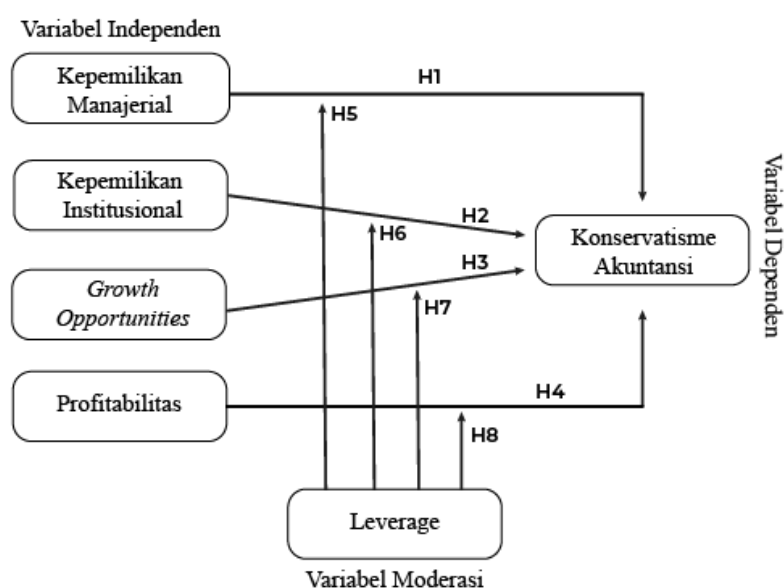 Variabel Independen
Kepemilikan
Manajerial
H1
H5
Kepemilikan
Institusional
H2
H6
Konservatisme
Akuntansi
Variabel Dependen
Growth
Opportunities
H3
H7
Profitabilitas
H4
H8
Leverage
Variabel Moderasi